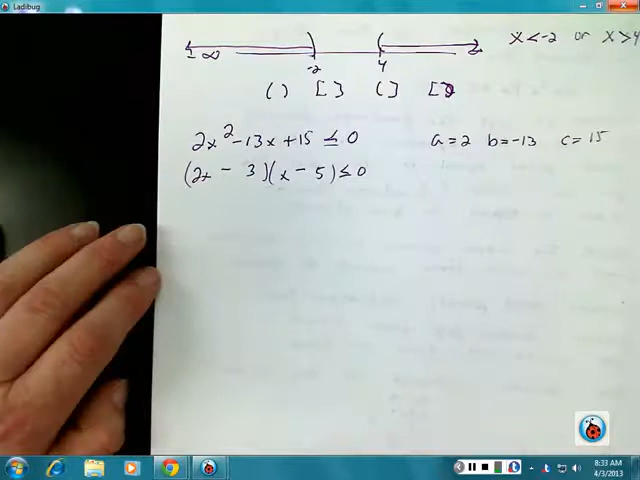 Ladibug
x < -2 or x > 4
- ∞ ∞
-2 4
( ) [ ] ( ] [
2x² - 13x + 15 ≤ 0 a = 2 b = -13 c = 15
(2x - 3)(x - 5) ≤ 0
8:33 AM
4/3/2013